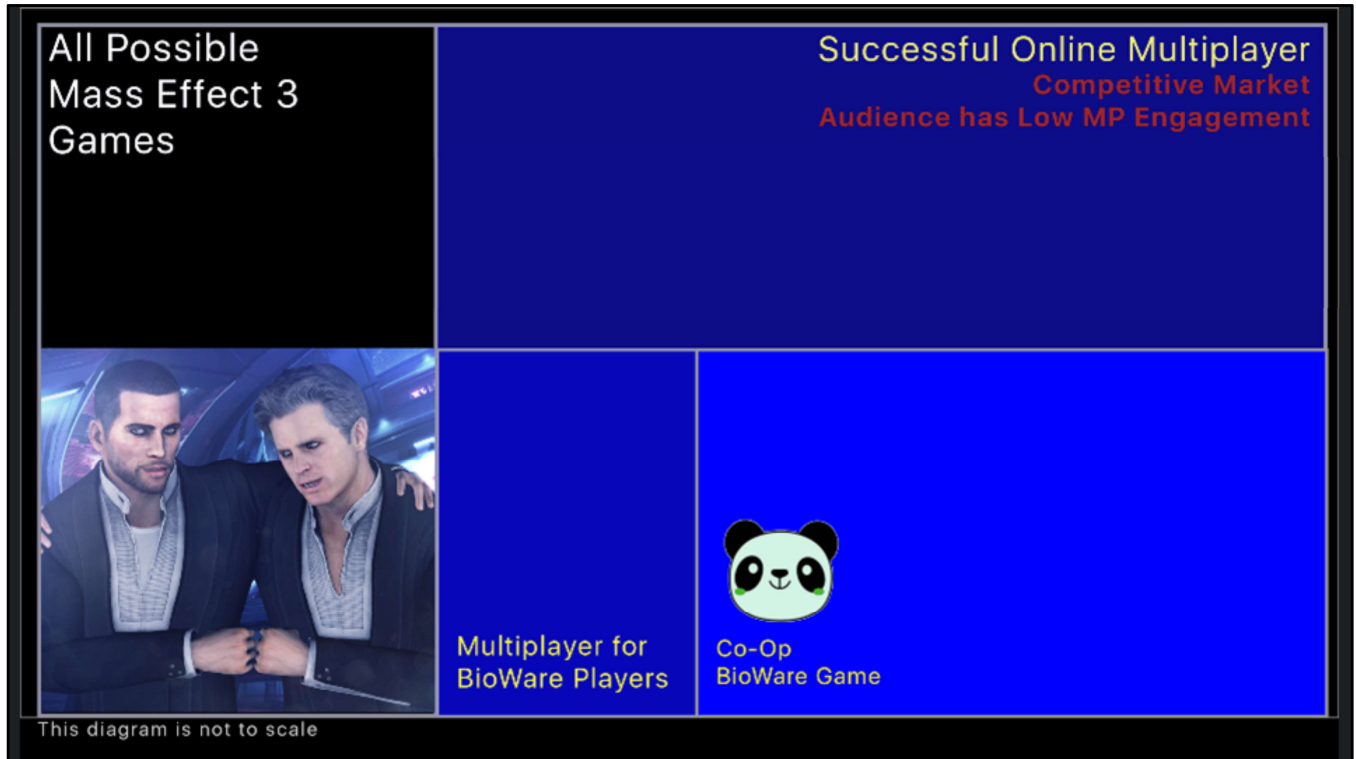 All Possible
Mass Effect 3
Games
Successful Online Multiplayer
Competitive Market
Audience has Low MP Engagement
Multiplayer for
BioWare Players
Co-Op
BioWare Game
This diagram is not to scale